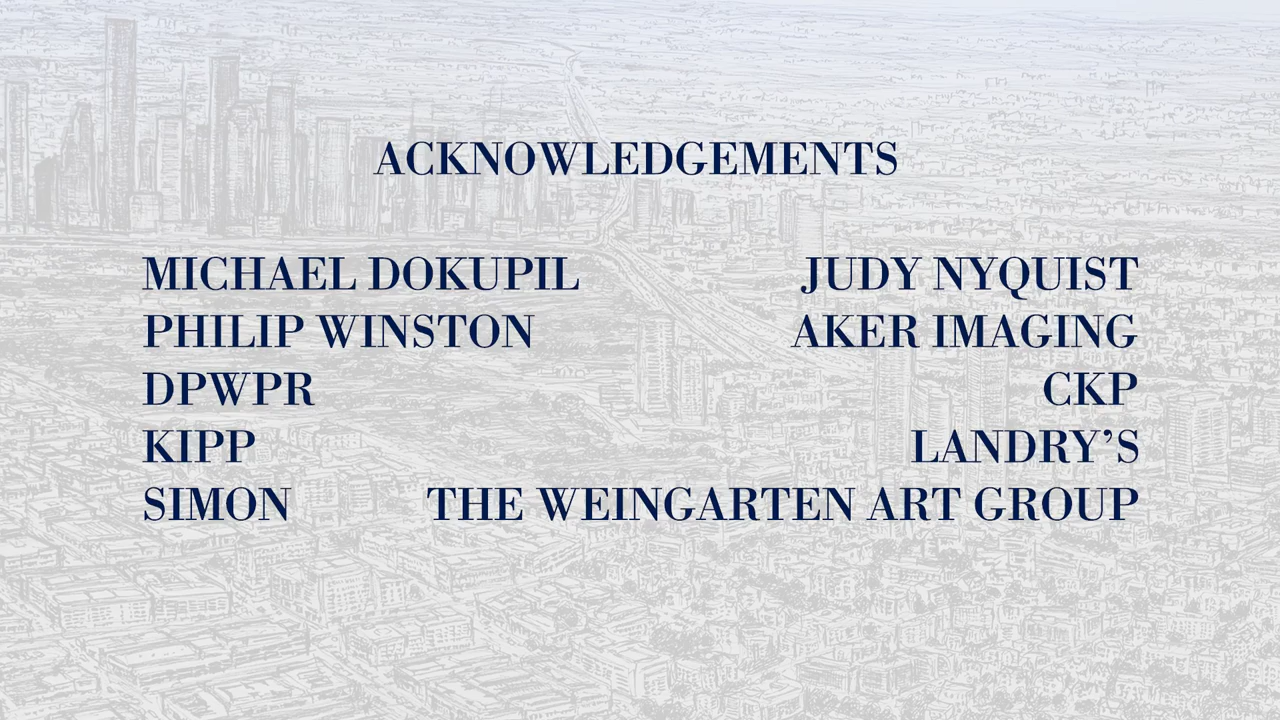 ACKNOWLEDGEMENTS
MICHAEL DOKUPIL
PHILIP WINSTON
DPWPR
KIPP
SIMON
JUDY NYQUIST
AKER IMAGING
CKP
LANDRY’S
THE WEINGARTEN ART GROUP